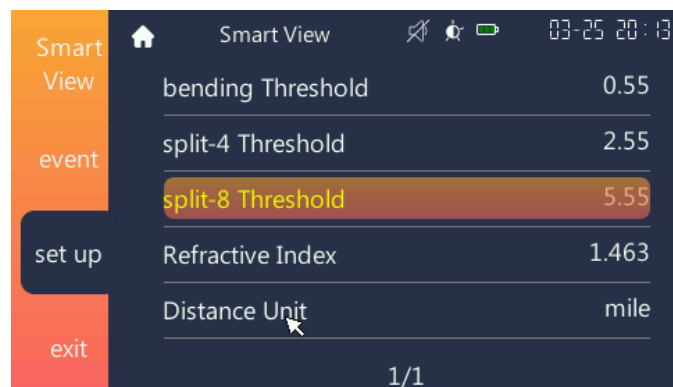 Smart View
Smart View
03-25 20:13
event
set up
exit
bending Threshold 0.55
split-4 Threshold 2.55
split-8 Threshold 5.55
Refractive Index 1.463
Distance Unit mile
1/1